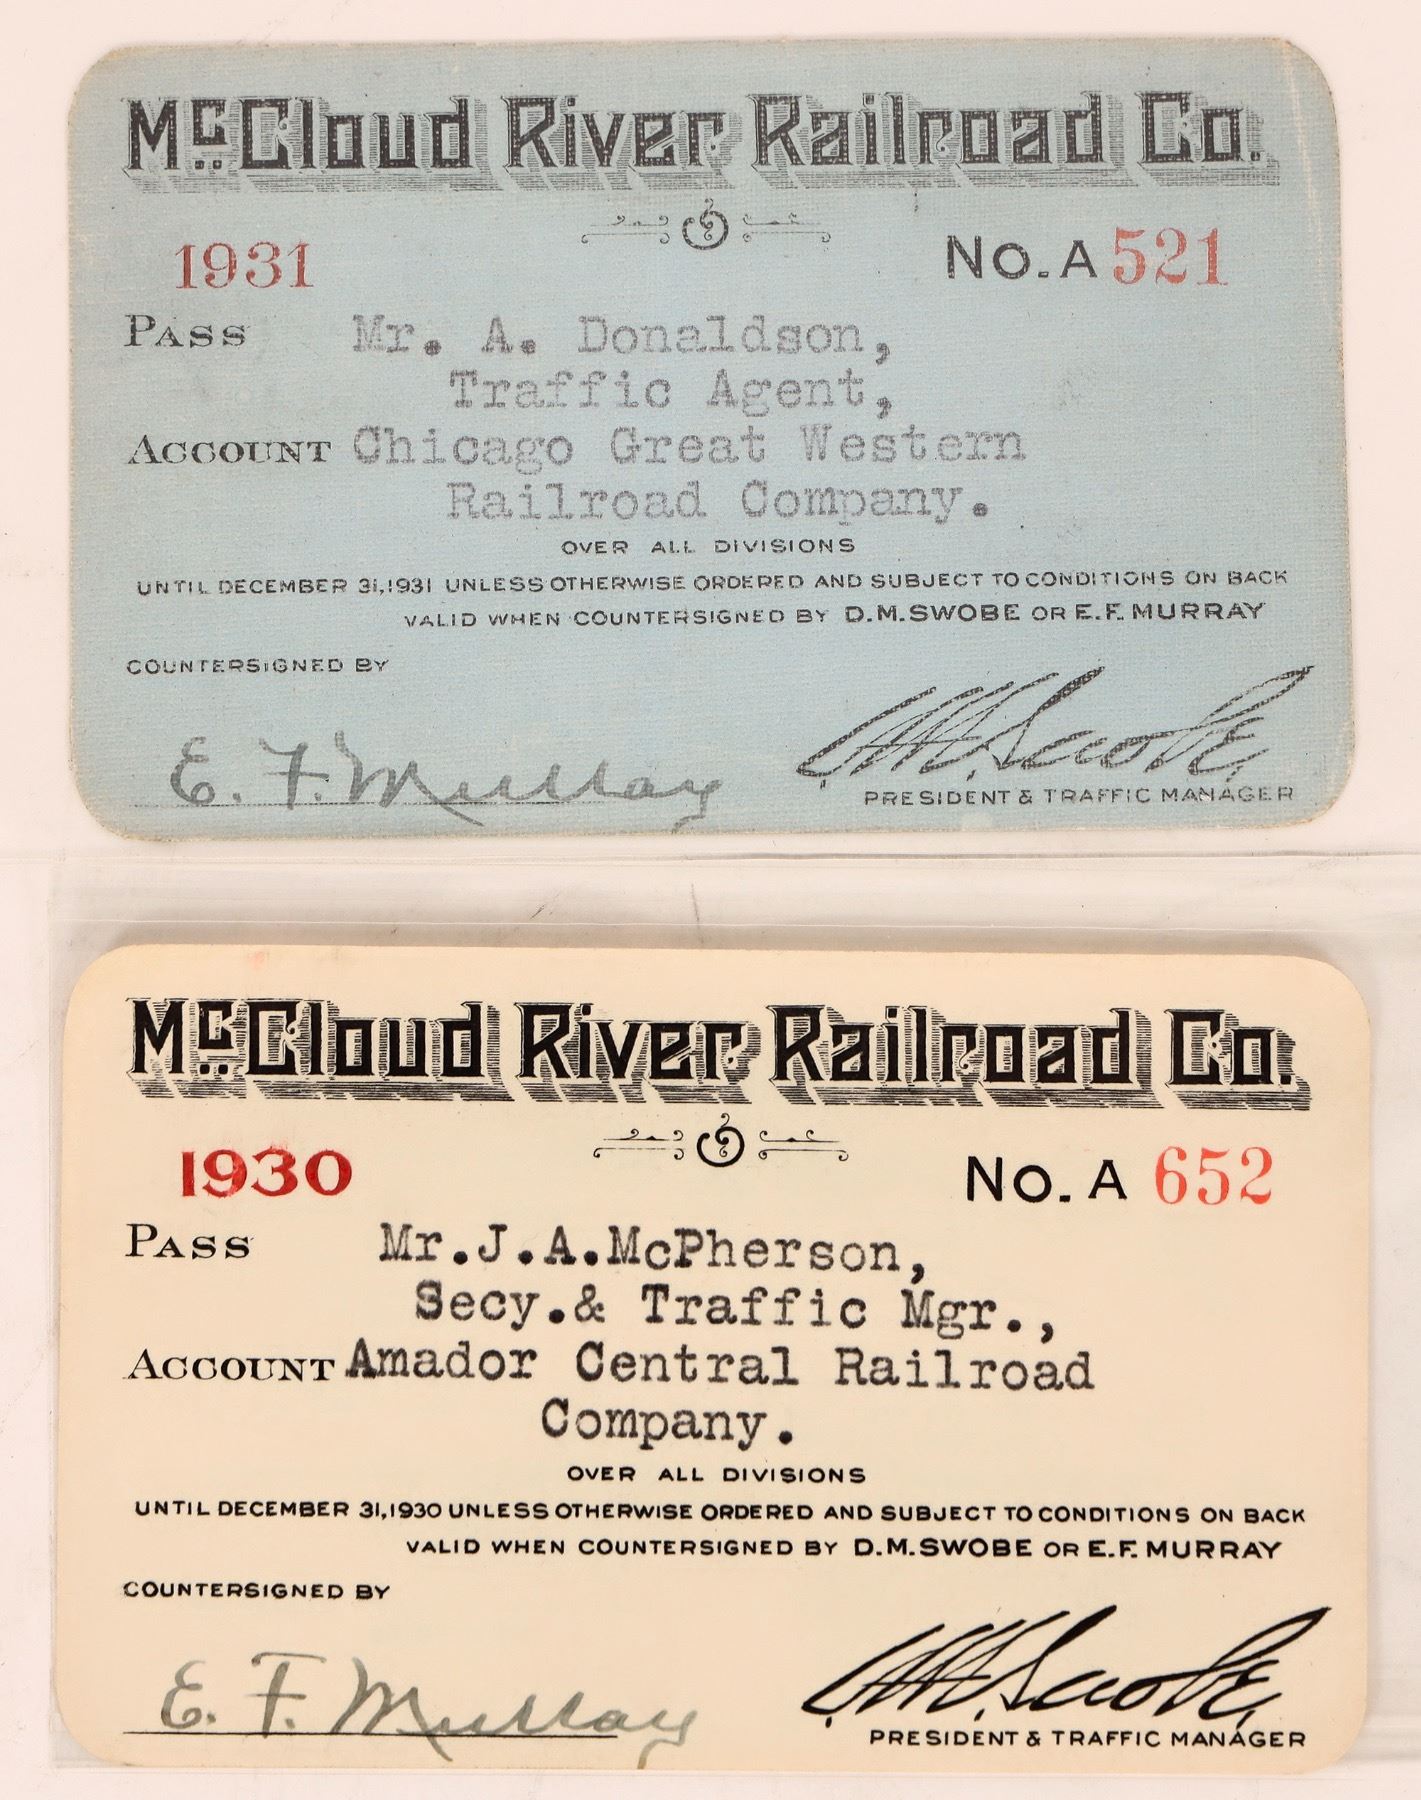 McCloud River Railroad Co.
1931 No. A 521
Pass Mr. A. Donaldson,
Traffic Agent,
Account Chicago Great Western
Railroad Company.
OVER ALL DIVISIONS
UNTIL DECEMBER 31, 1931 UNLESS OTHERWISE ORDERED AND SUBJECT TO CONDITIONS ON BACK
VALID WHEN COUNTERSIGNED BY D.M. SWOBE OR E.F. MURRAY
COUNTERSIGNED BY
E. F. Murray
PRESIDENT & TRAFFIC MANAGER
McCloud River Railroad Co.
1930 No. A 652
Pass Mr.J.A.McPherson,
Secy.& Traffic Mgr.,
Account Amador Central Railroad
Company.
OVER ALL DIVISIONS
UNTIL DECEMBER 31, 1930 UNLESS OTHERWISE ORDERED AND SUBJECT TO CONDITIONS ON BACK
VALID WHEN COUNTERSIGNED BY D.M. SWOBE OR E.F. MURRAY
COUNTERSIGNED BY
E. F. Murray
PRESIDENT & TRAFFIC MANAGER